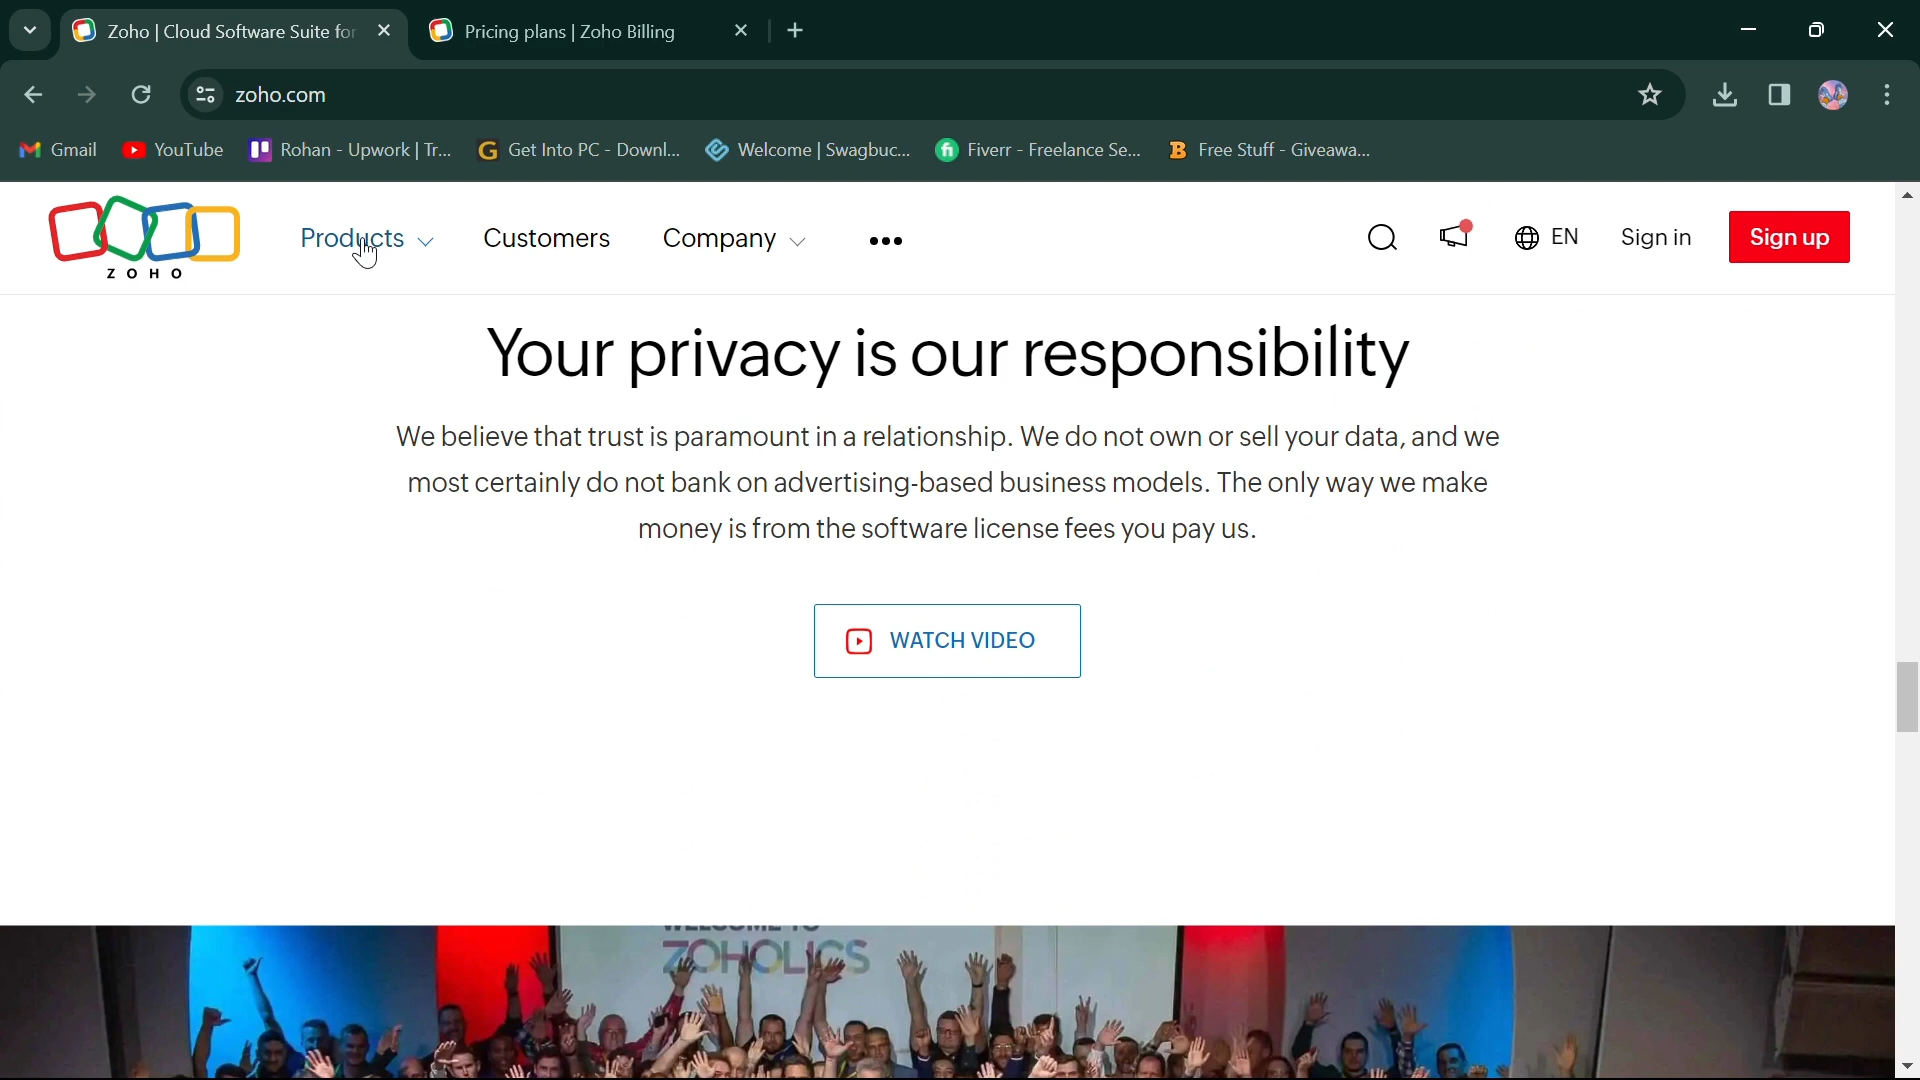 Zoho | Cloud Software Suite for
Pricing plans | Zoho Billing
zoho.com
Gmail
YouTube
Rohan - Upwork | Tr...
Get Into PC - Downl...
Welcome | Swagbuc...
Fiverr - Freelance Se...
Free Stuff - Giveawa...
ZOHO
Products
Customers
Company
EN
Sign in
Sign up
Your privacy is our responsibility
We believe that trust is paramount in a relationship. We do not own or sell your data, and we
most certainly do not bank on advertising-based business models. The only way we make
money is from the software license fees you pay us.
WATCH VIDEO
WELCOME TO
ZOHOLICS